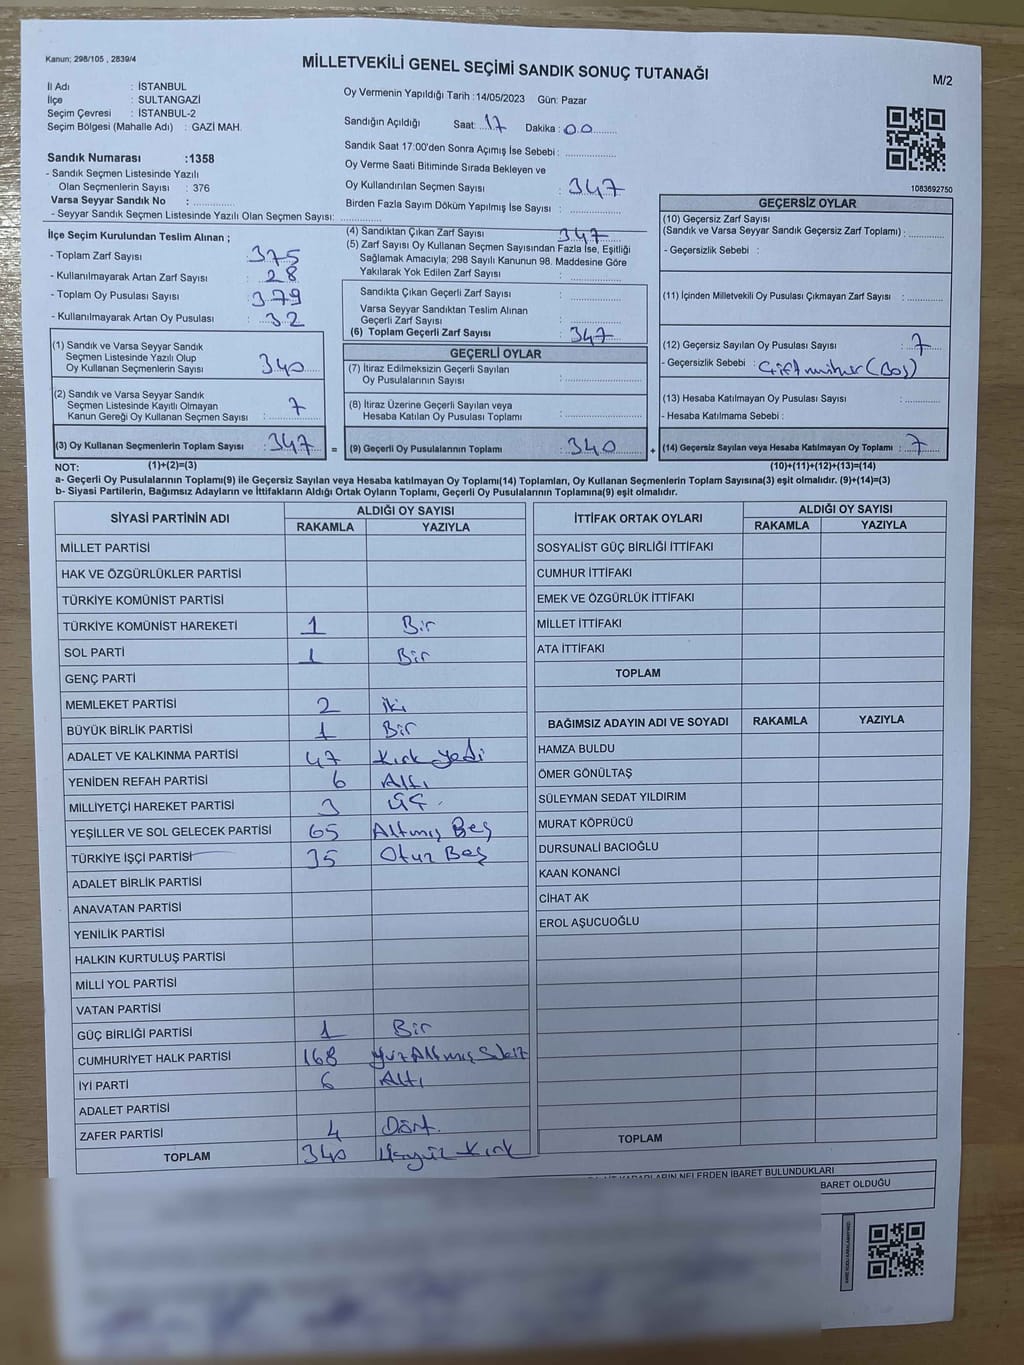 Kanun; 298/105 , 2839/4
MİLLETVEKİLİ GENEL SEÇİMİ SANDIK SONUÇ TUTANAĞI
M/2
İl Adı : İSTANBUL
İlçe : SULTANGAZİ
Seçim Çevresi : İSTANBUL-2
Seçim Bölgesi (Mahalle Adı) : GAZİ MAH.
Oy Vermenin Yapıldığı Tarih : 14/05/2023 Gün: Pazar
Sandığın Açıldığı Saat: 17 Dakika : 00
Sandık Saat 17:00'den Sonra Açımış İse Sebebi :
Oy Verme Saati Bitiminde Sırada Bekleyen ve
Oy Kullandırılan Seçmen Sayısı : 347
Birden Fazla Sayım Döküm Yapılmış İse Sayısı :
Sandık Numarası :1358
- Sandık Seçmen Listesinde Yazılı
Olan Seçmenlerin Sayısı : 376
Varsa Seyyar Sandık No :
- Seyyar Sandık Seçmen Listesinde Yazılı Olan Seçmen Sayısı:
1083692750
İlçe Seçim Kurulundan Teslim Alınan ;
- Toplam Zarf Sayısı : 375
- Kullanılmayarak Artan Zarf Sayısı : 28
- Toplam Oy Pusulası Sayısı : 379
- Kullanılmayarak Artan Oy Pusulası : 32
(1) Sandık ve Varsa Seyyar Sandık
Seçmen Listesinde Yazılı Olup
Oy Kullanan Seçmenlerin Sayısı : 340
(2) Sandık ve Varsa Seyyar Sandık
Seçmen Listesinde Kayıtlı Olmayan
Kanun Gereği Oy Kullanan Seçmen Sayısı : 7
(3) Oy Kullanan Seçmenlerin Toplam Sayısı : 347
(1)+(2)=(3)
(4) Sandıktan Çıkan Zarf Sayısı : 347
(5) Zarf Sayısı Oy Kullanan Seçmen Sayısından Fazla İse, Eşitliği
Sağlamak Amacıyla; 298 Sayılı Kanunun 98. Maddesine Göre
Yakılarak Yok Edilen Zarf Sayısı :
Sandıkta Çıkan Geçerli Zarf Sayısı :
Varsa Seyyar Sandıktan Teslim Alınan
Geçerli Zarf Sayısı :
(6) Toplam Geçerli Zarf Sayısı : 347
GEÇERLİ OYLAR
(7) İtiraz Edilmeksizin Geçerli Sayılan
Oy Pusulalarının Sayısı :
(8) İtiraz Üzerine Geçerli Sayılan veya
Hesaba Katılan Oy Pusulası Toplamı :
= (9) Geçerli Oy Pusulalarının Toplamı : 340
GEÇERSİZ OYLAR
(10) Geçersiz Zarf Sayısı
(Sandık ve Varsa Seyyar Sandık Geçersiz Zarf Toplamı) :
- Geçersizlik Sebebi :
(11) İçinden Milletvekili Oy Pusulası Çıkmayan Zarf Sayısı :
(12) Geçersiz Sayılan Oy Pusulası Sayısı : 7
- Geçersizlik Sebebi : Çift mühür (Boş)
(13) Hesaba Katılmayan Oy Pusulası Sayısı :
- Hesaba Katılmama Sebebi :
+ (14) Geçersiz Sayılan veya Hesaba Katılmayan Oy Toplamı : 7
(10)+(11)+(12)+(13)=(14)
NOT:
a- Geçerli Oy Pusulalarının Toplamı(9) ile Geçersiz Sayılan veya Hesaba katılmayan Oy Toplamı(14) Toplamları, Oy Kullanan Seçmenlerin Toplam Sayısına(3) eşit olmalıdır. (9)+(14)=(3)
b- Siyasi Partilerin, Bağımsız Adayların ve İttifakların Aldığı Ortak Oyların Toplamı, Geçerli Oy Pusulalarının Toplamına(9) eşit olmalıdır.
SİYASİ PARTİNİN ADI ALDIĞI OY SAYISI
RAKAMLA YAZIYLA
MİLLET PARTİSİ
HAK VE ÖZGÜRLÜKLER PARTİSİ
TÜRKİYE KOMÜNİST PARTİSİ
TÜRKİYE KOMÜNİST HAREKETİ 1 Bir
SOL PARTİ 1 Bir
GENÇ PARTİ
MEMLEKET PARTİSİ 2 iki
BÜYÜK BİRLİK PARTİSİ 1 Bir
ADALET VE KALKINMA PARTİSİ 47 Kırk yedi
YENİDEN REFAH PARTİSİ 6 Altı
MİLLİYETÇİ HAREKET PARTİSİ 3 üç
YEŞİLLER VE SOL GELECEK PARTİSİ 65 Altmış Beş
TÜRKİYE İŞÇİ PARTİSİ 35 Otuz Beş
ADALET BİRLİK PARTİSİ
ANAVATAN PARTİSİ
YENİLİK PARTİSİ
HALKIN KURTULUŞ PARTİSİ
MİLLİ YOL PARTİSİ
VATAN PARTİSİ
GÜÇ BİRLİĞİ PARTİSİ 1 Bir
CUMHURİYET HALK PARTİSİ 168 Yüz Altmış Sekiz
İYİ PARTİ 6 Altı
ADALET PARTİSİ
ZAFER PARTİSİ 4 Dört.
TOPLAM 340 Üçyüz Kırk
İTTİFAK ORTAK OYLARI ALDIĞI OY SAYISI
RAKAMLA YAZIYLA
SOSYALİST GÜÇ BİRLİĞİ İTTİFAKI
CUMHUR İTTİFAKI
EMEK VE ÖZGÜRLÜK İTTİFAKI
MİLLET İTTİFAKI
ATA İTTİFAKI
TOPLAM
BAĞIMSIZ ADAYIN ADI VE SOYADI RAKAMLA YAZIYLA
HAMZA BULDU
ÖMER GÖNÜLTAŞ
SÜLEYMAN SEDAT YILDIRIM
MURAT KÖPRÜCÜ
DURSUNALİ BACIOĞLU
KAAN KONANCİ
CİHAT AK
EROL AŞUCUOĞLU
TOPLAM
KARARLARIN NELERDEN İBARET BULUNDUKLARI
BARET OLDUĞU